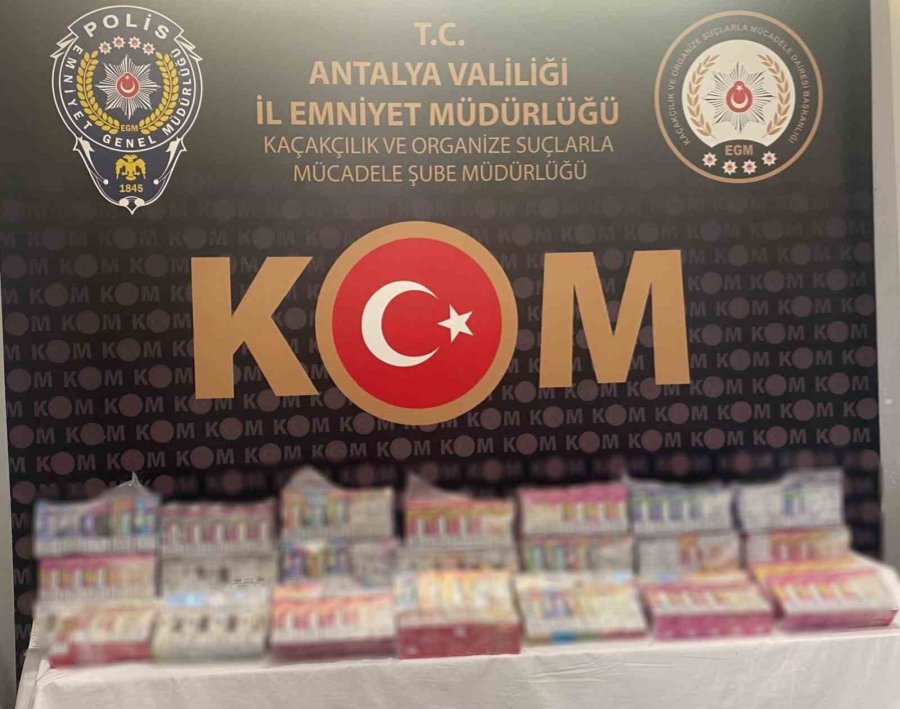 POLİS
EMNİYET GENEL MÜDÜRLÜĞÜ
EGM
1845
T.C.
ANTALYA VALİLİĞİ
İL EMNİYET MÜDÜRLÜĞÜ
KAÇAKÇILIK VE ORGANİZE SUÇLARLA
MÜCADELE ŞUBE MÜDÜRLÜĞÜ
KAÇAKÇILIK VE ORGANİZE SUÇLARLA MÜCADELE DAİRESİ BAŞKANLIĞI
EGM
KOM